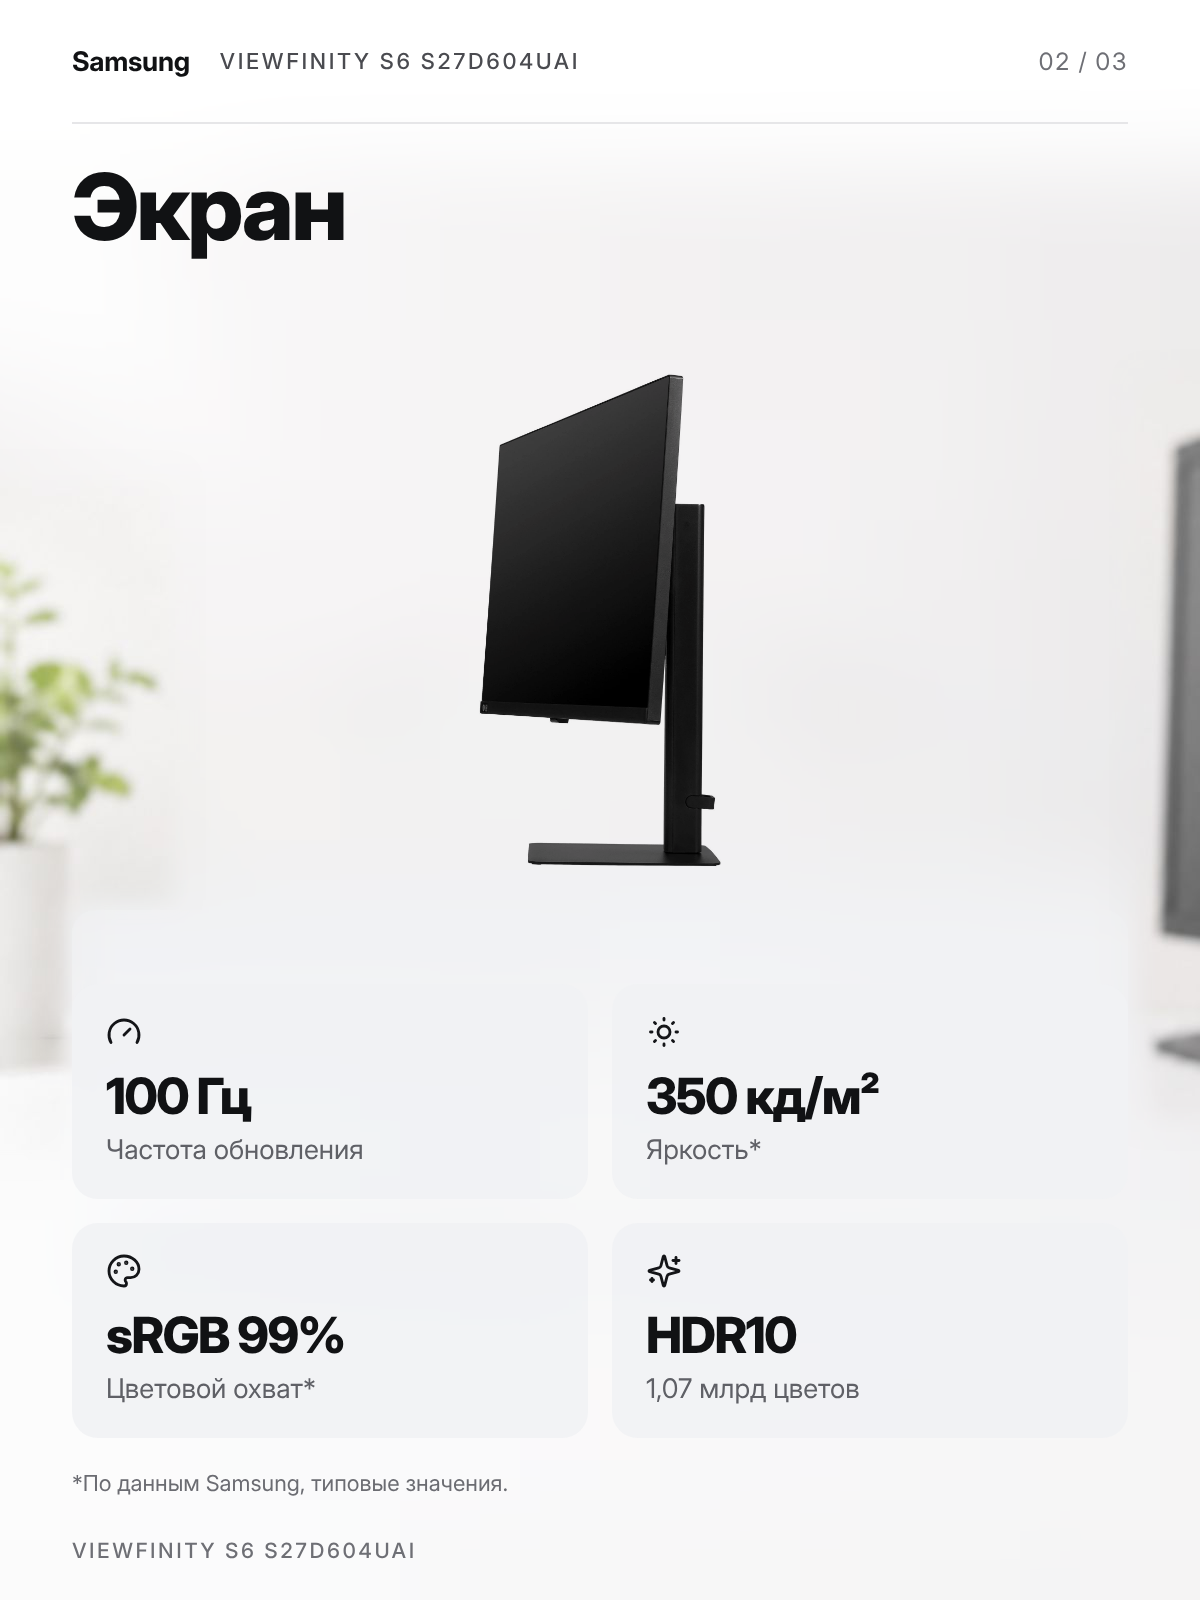 Samsung VIEWFINITY S6 S27D604UAI 02 / 03
Экран
100 Гц
Частота обновления
350 кд/м²
Яркость*
sRGB 99%
Цветовой охват*
HDR10
1,07 млрд цветов
*По данным Samsung, типовые значения.
VIEWFINITY S6 S27D604UAI